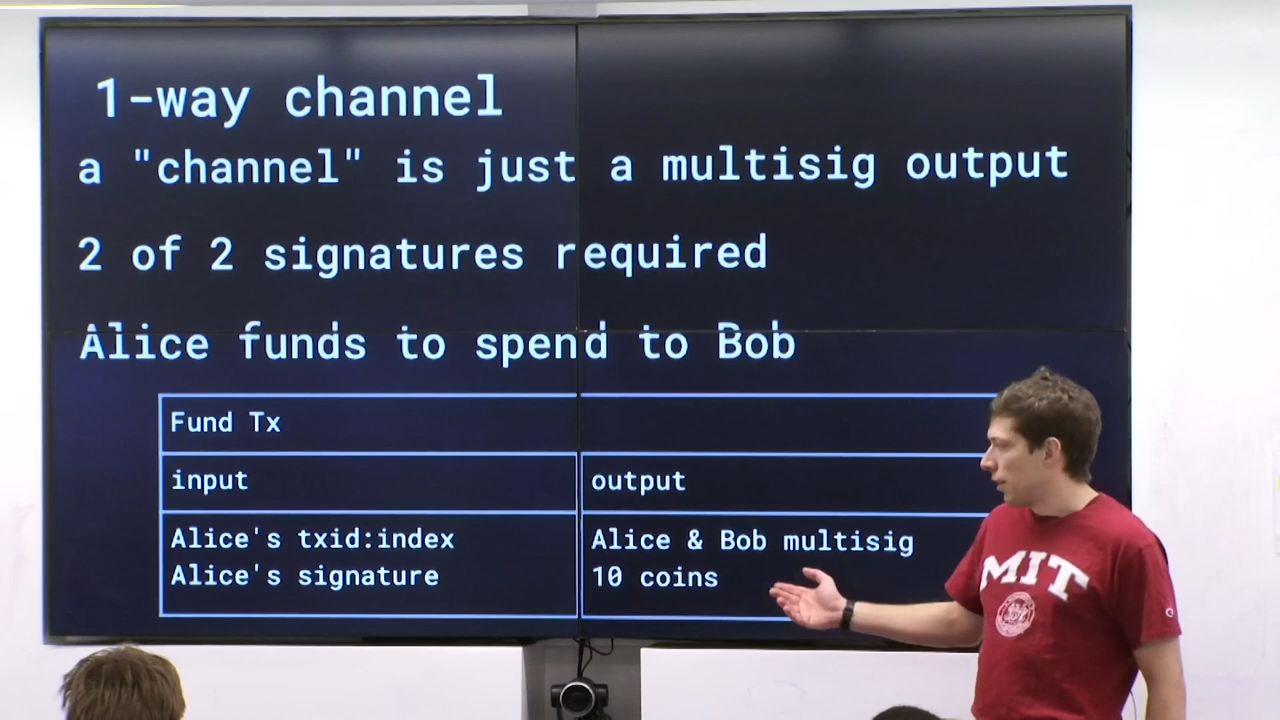 1-way channel
a "channel" is just a multisig output
2 of 2 signatures required
Alice funds to spend to Bob
Fund Tx
input
output
Alice's txid:index
Alice's signature
Alice & Bob multisig
10 coins
MIT